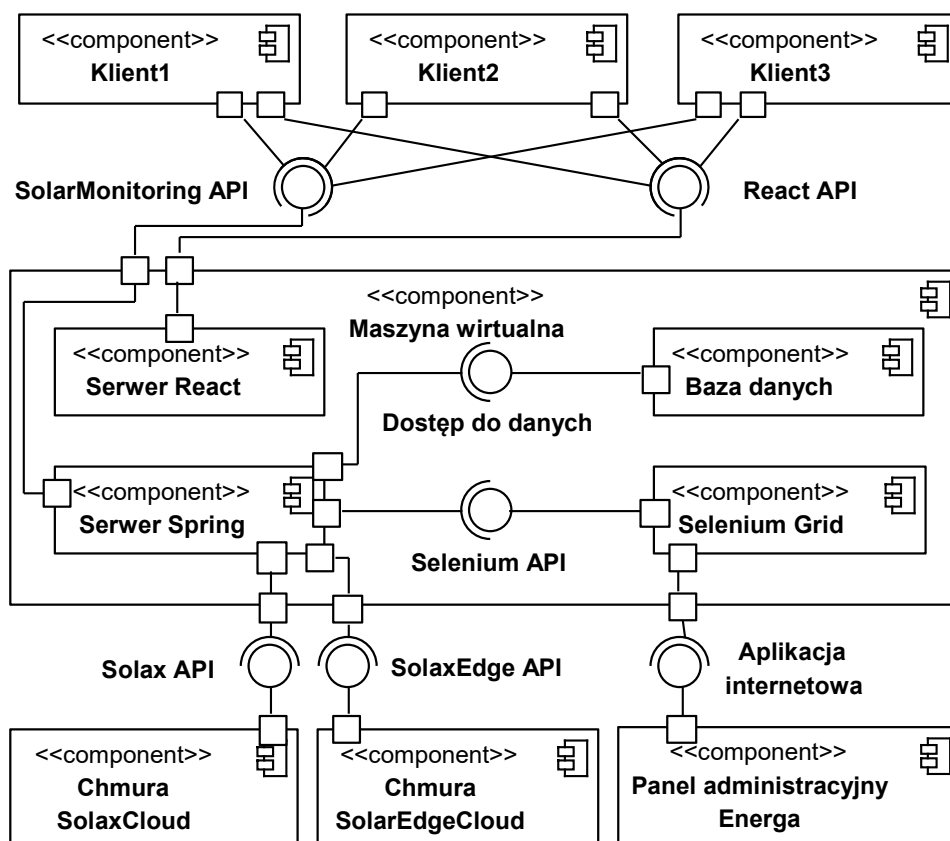 <<component>>
Klient1
<<component>>
Klient2
<<component>>
Klient3
SolarMonitoring API
React API
<<component>>
Maszyna wirtualna
<<component>>
Serwer React
<<component>>
Baza danych
Dostęp do danych
<<component>>
Serwer Spring
<<component>>
Selenium Grid
Selenium API
Solax API
SolaxEdge API
Aplikacja
internetowa
<<component>>
Chmura
SolaxCloud
<<component>>
Chmura
SolarEdgeCloud
<<component>>
Panel administracyjny
Energa